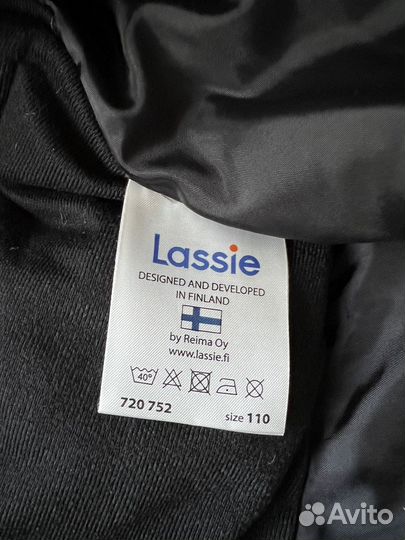 Lassie
DESIGNED AND DEVELOPED
IN FINLAND
by Reima Oy
www.lassie.fi
40°
720 752 size 110
Avito